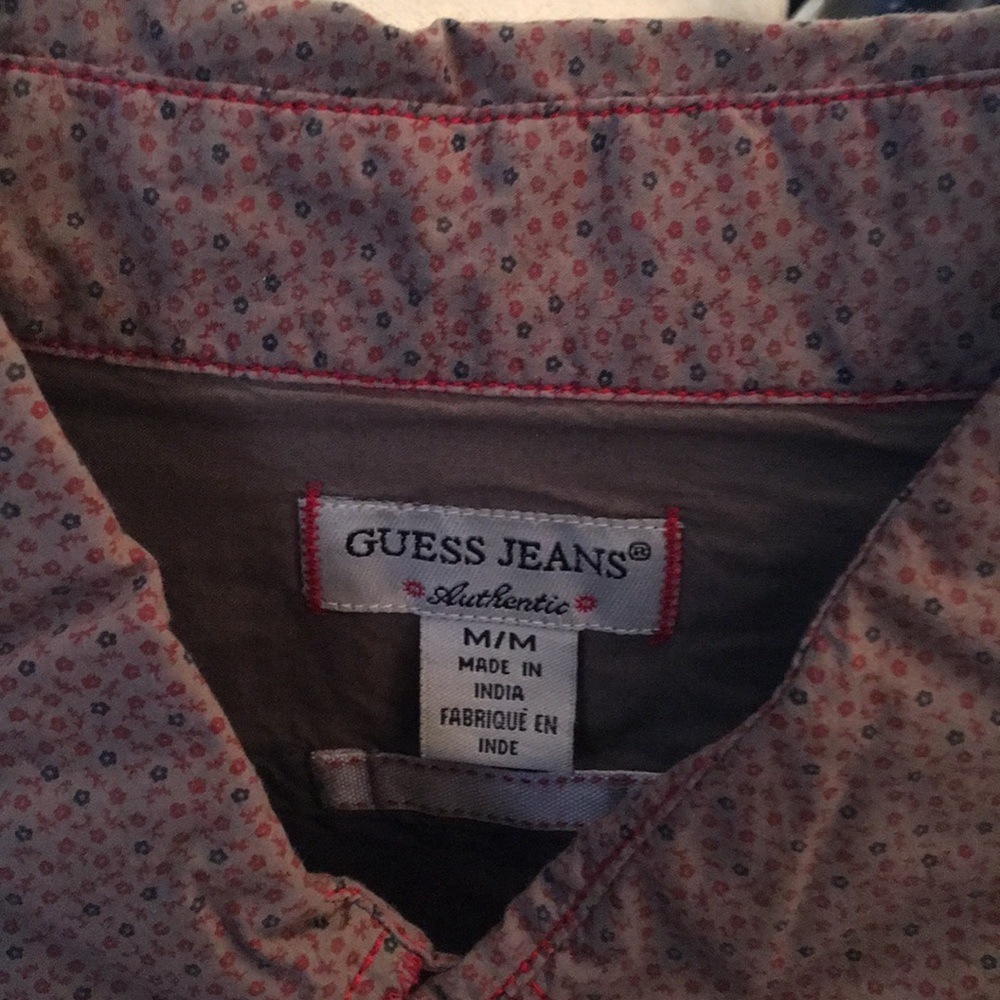 GUESS JEANS®
Authentic
M/M
MADE IN
INDIA
FABRIQUÉ EN
INDE